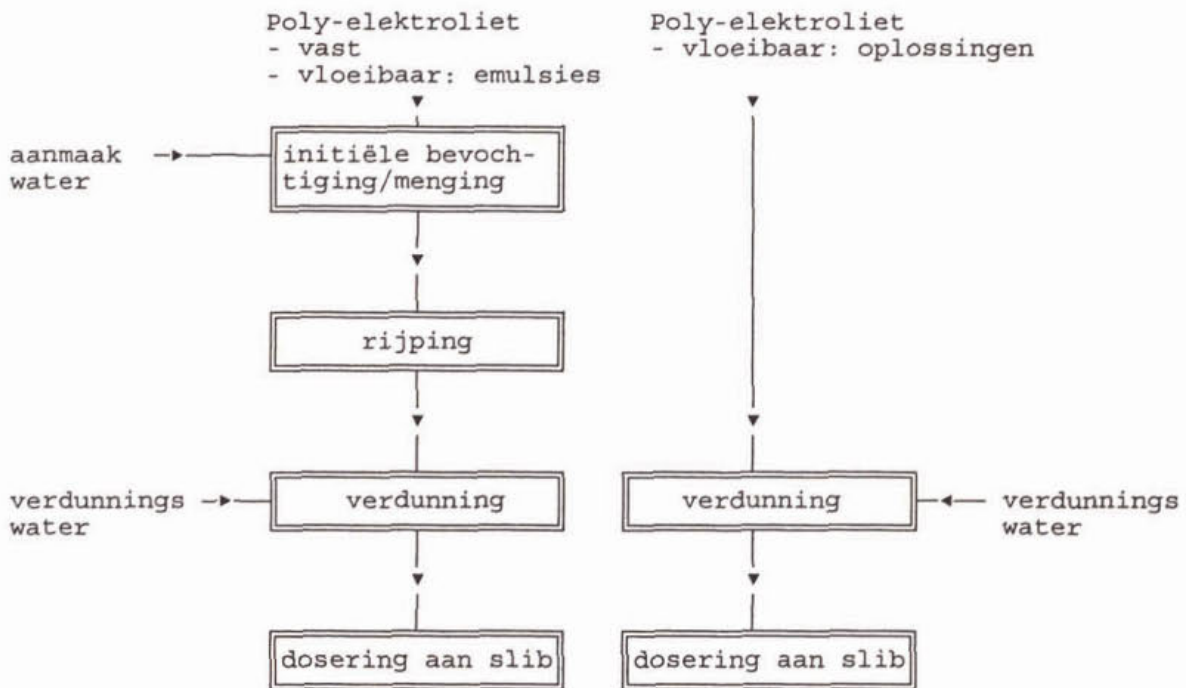 Poly-elektroliet
- vast
- vloeibaar: emulsies
Poly-elektroliet
- vloeibaar: oplossingen
aanmaak
water
initiële bevoch-
tiging/menging
rijping
verdunnings
water
verdunning
verdunning
verdunnings
water
dosering aan slib
dosering aan slib